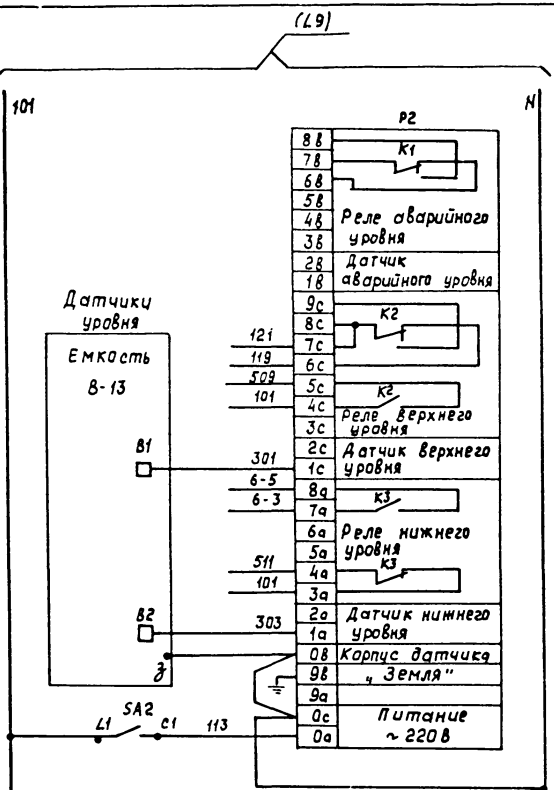 (L9)
101
N
P2
8в
7в
K1
6в
5в
4в
Реле аварийного
3в
уровня
2в
Датчик
1в
аварийного уровня
Датчики
уровня
Емкость
В-13
9с
8с
K2
121
7с
119
6с
509
5с
K2
101
4с
Реле верхнего
3с
уровня
2с
Датчик верхнего
B1
301
1с
уровня
6-5
8а
6-3
7а
K3
6а
Реле нижнего
5а
уровня
511
4а
K3
101
3а
2а
Датчик нижнего
B2
303
1а
уровня
0в
Корпус датчика
З
9в
„Земля"
9а
SA2
0с
Питание
L1
C1
113
0а
~ 220 В